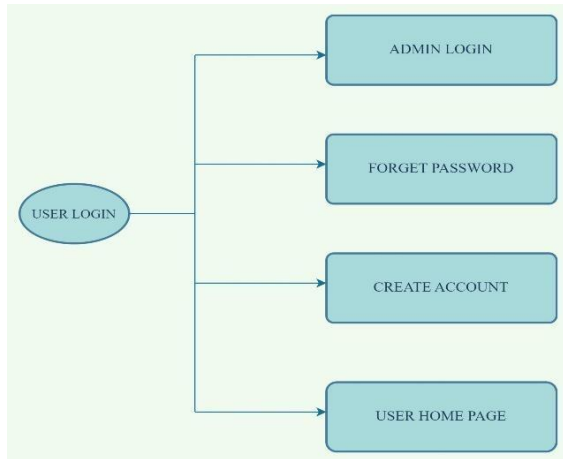 ADMIN LOGIN
FORGET PASSWORD
USER LOGIN
CREATE ACCOUNT
USER HOME PAGE